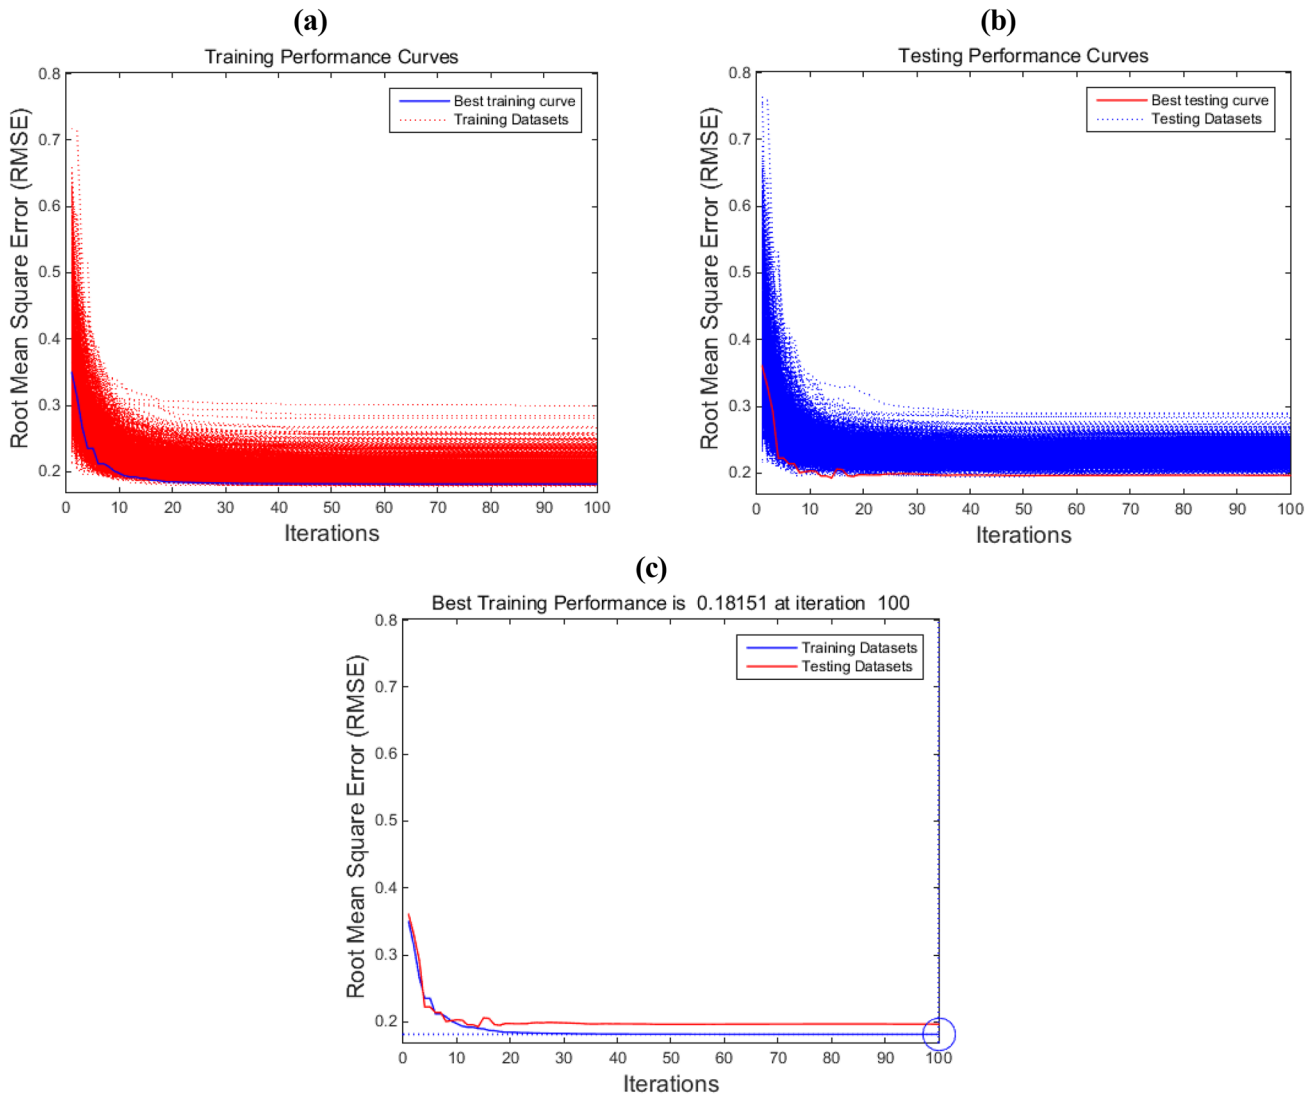 (a)
Training Performance Curves
Best training curve
Training Datasets
Root Mean Square Error (RMSE)
0.8
0.7
0.6
0.5
0.4
0.3
0.2
0 10 20 30 40 50 60 70 80 90 100
Iterations
(b)
Testing Performance Curves
Best testing curve
Testing Datasets
Root Mean Square Error (RMSE)
0.8
0.7
0.6
0.5
0.4
0.3
0.2
0 10 20 30 40 50 60 70 80 90 100
Iterations
(c)
Best Training Performance is 0.18151 at iteration 100
Training Datasets
Testing Datasets
Root Mean Square Error (RMSE)
0.8
0.7
0.6
0.5
0.4
0.3
0.2
0 10 20 30 40 50 60 70 80 90 100
Iterations